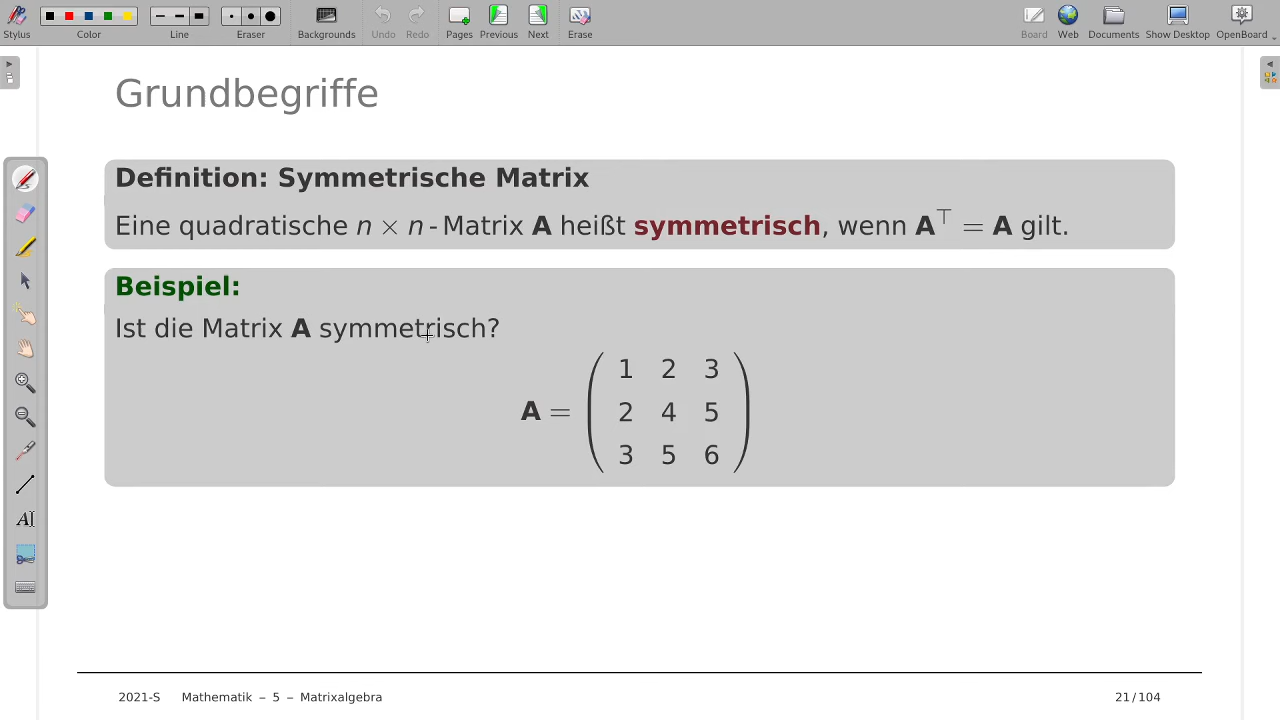 Stylus Color Line Eraser Backgrounds Undo Redo Pages Previous Next Erase Board Web Documents Show Desktop OpenBoard
Grundbegriffe
Definition: Symmetrische Matrix
Eine quadratische n × n - Matrix A heißt symmetrisch, wenn A⊤ = A gilt.
Beispiel:
Ist die Matrix A symmetrisch?
1 2 3
A = ( 2 4 5 )
3 5 6
AI
2021-S Mathematik – 5 – Matrixalgebra 21/104